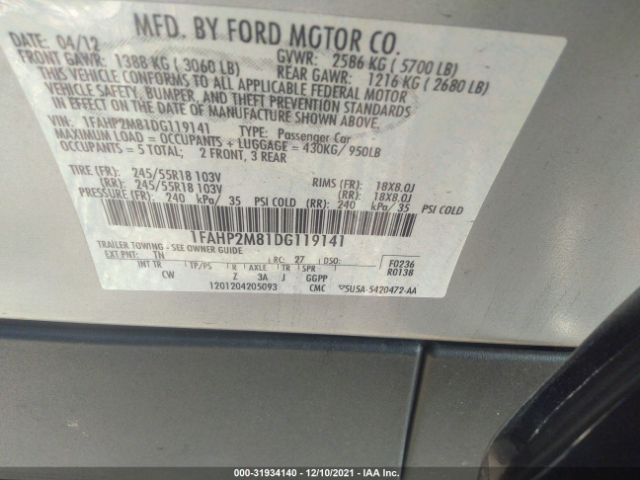 MFD. BY FORD MOTOR CO.
DATE: 04/12
GVWR: 2586 KG ( 5700 LB)
FRONT GAWR: 1388 KG ( 3060 LB)
REAR GAWR: 1216 KG ( 2680 LB)
THIS VEHICLE CONFORMS TO ALL APPLICABLE FEDERAL MOTOR
VEHICLE SAFETY, BUMPER, AND THEFT PREVENTION STANDARDS
IN EFFECT ON THE DATE OF MANUFACTURE SHOWN ABOVE.
VIN: 1FAHP2M81DG119141 TYPE: Passenger Car
MAXIMUM LOAD = OCCUPANTS + LUGGAGE = 430KG/ 950LB
OCCUPANTS = 5 TOTAL; 2 FRONT, 3 REAR
TIRE (FR): 245/55R18 103V RIMS (FR): 18X8.0J
(RR): 245/55R18 103V (RR): 18X8.0J
PRESSURE (FR): 240 kPa/ 35 PSI COLD (RR): 240 kPa/ 35 PSI COLD
1FAHP2M81DG119141
TRAILER TOWING - SEE OWNER GUIDE
EXT PNT: TN RC: 27 DSO: F0236
R0138
INT TR TP/PS R AXLE TR SPR
CW Z 3A J GGPP
1201204205093 CMC ▽5USA-5420472-AA
000-31934140 - 12/10/2021 - IAA Inc.